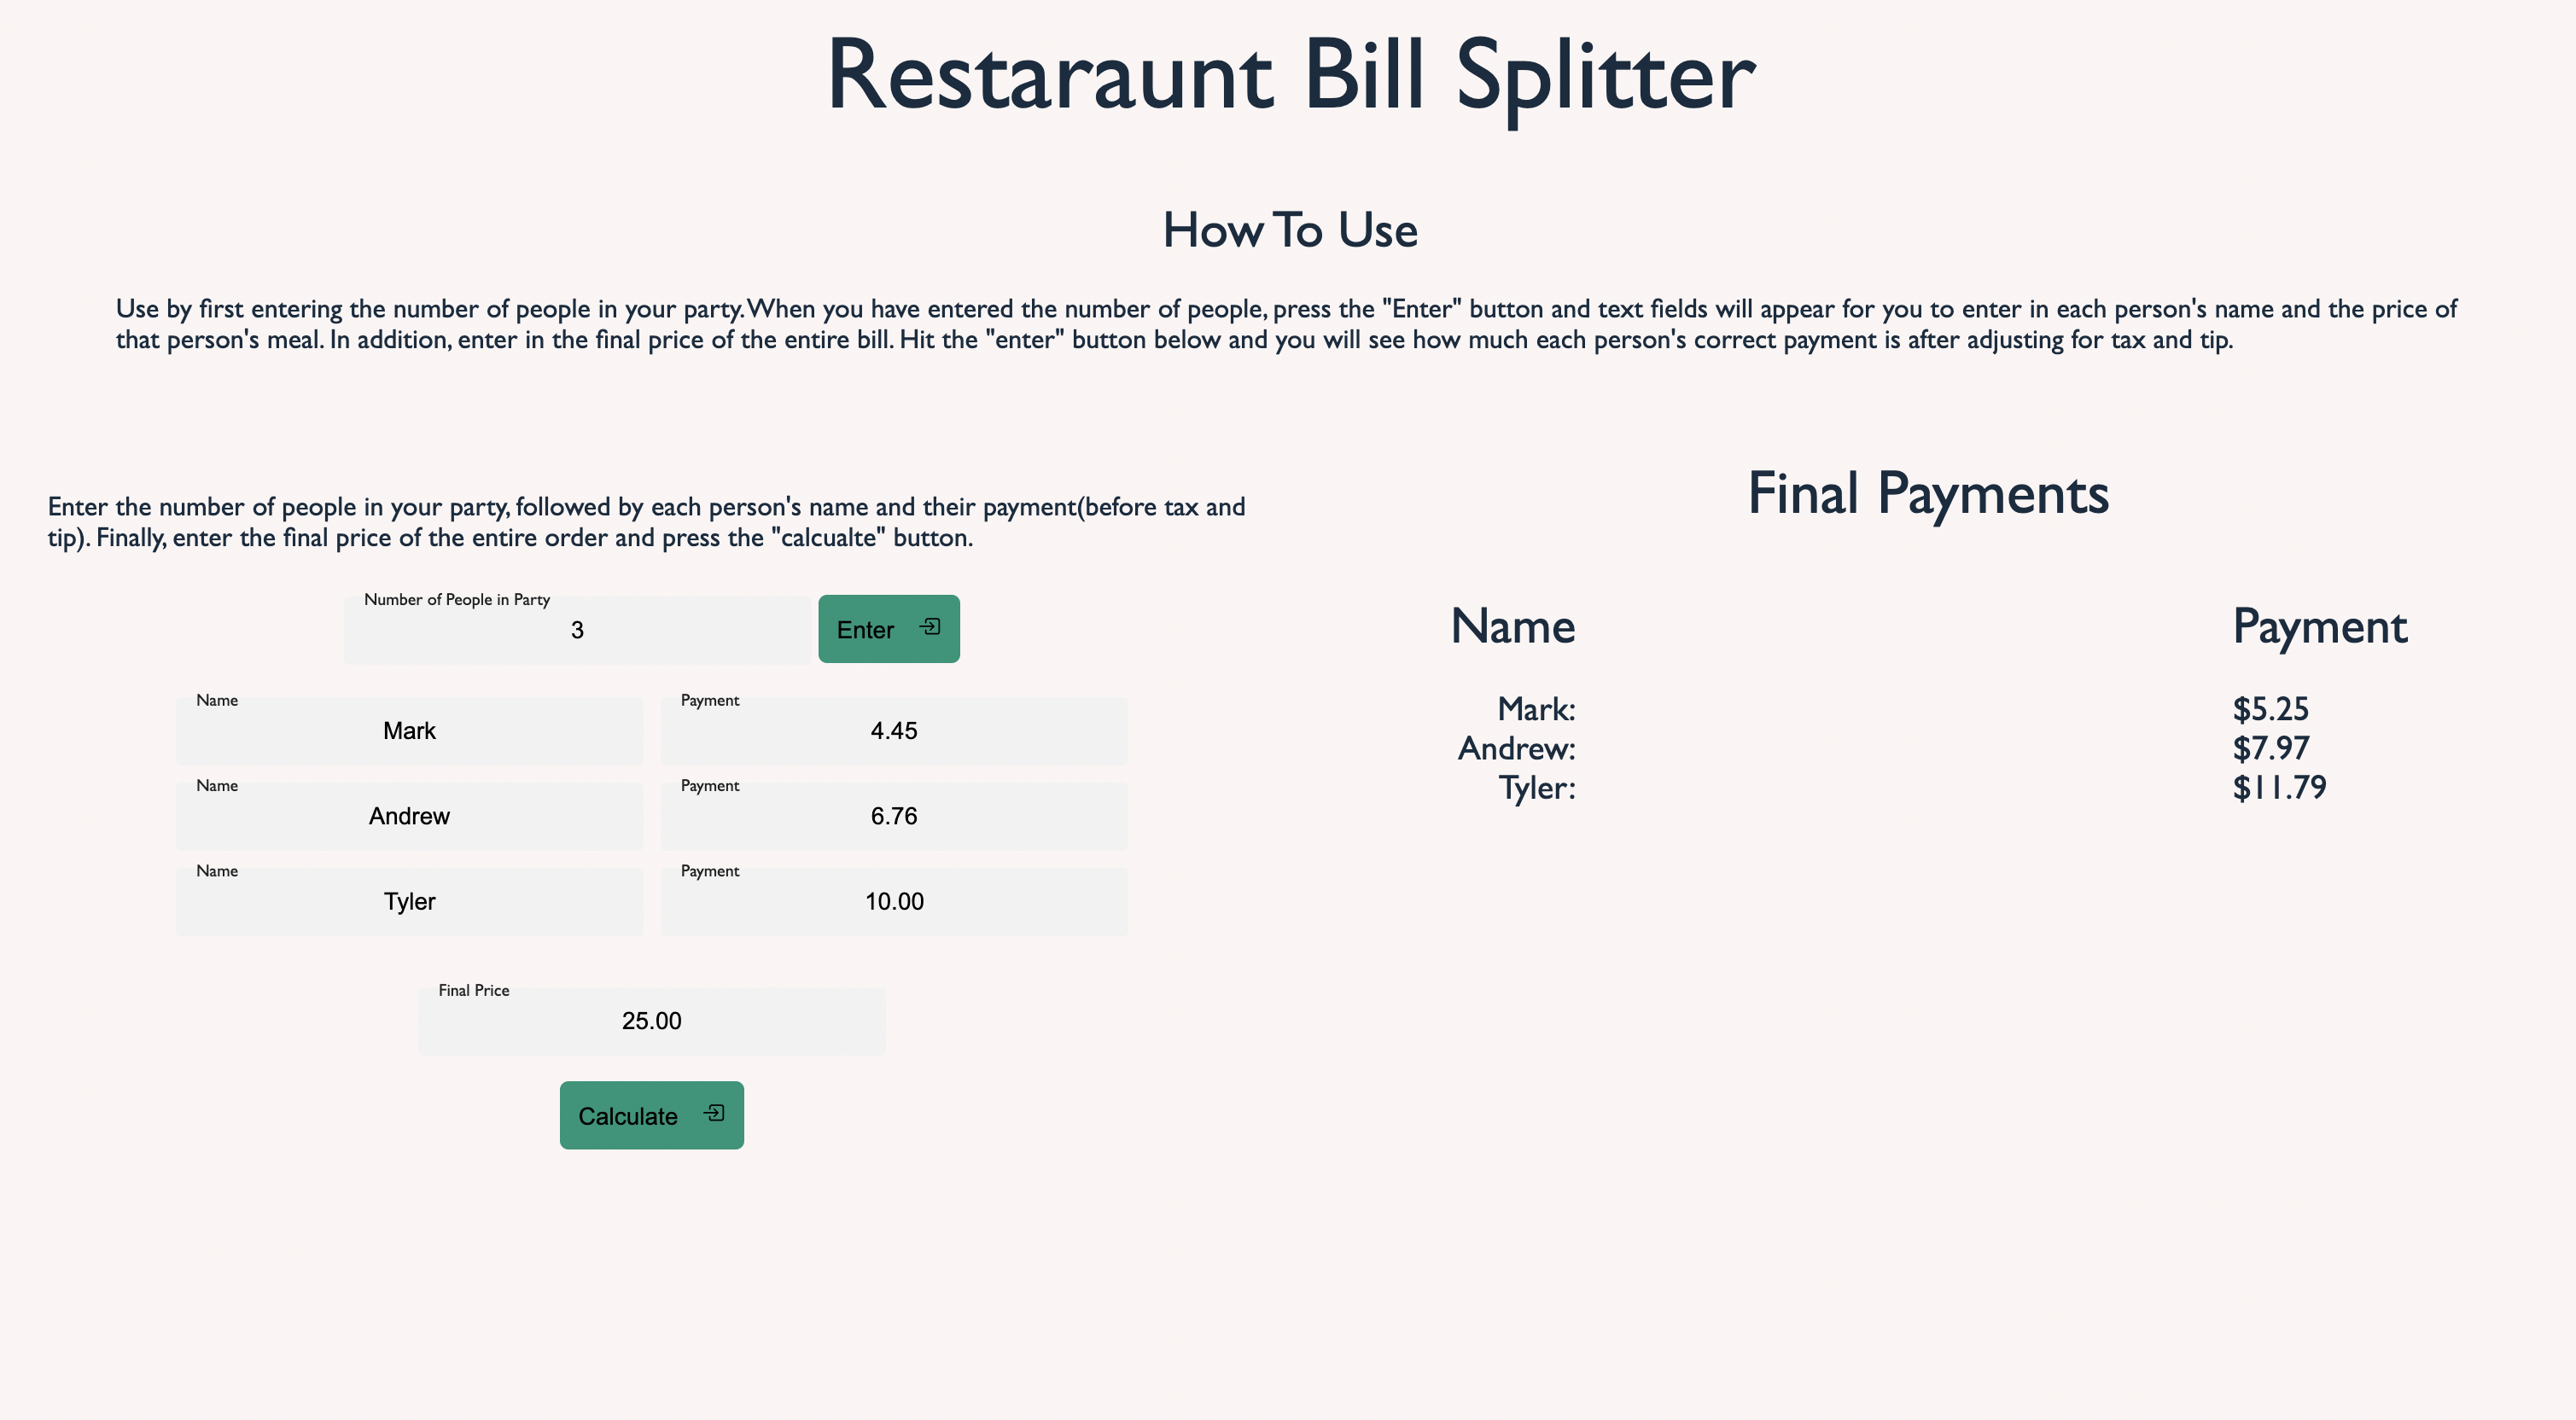 Restaraunt Bill Splitter
How To Use
Use by first entering the number of people in your party. When you have entered the number of people, press the "Enter" button and text fields will appear for you to enter in each person's name and the price of
that person's meal. In addition, enter in the final price of the entire bill. Hit the "enter" button below and you will see how much each person's correct payment is after adjusting for tax and tip.
Enter the number of people in your party, followed by each person's name and their payment(before tax and
tip). Finally, enter the final price of the entire order and press the "calcualte" button.
Number of People in Party
3
Enter
Name
Mark
Payment
4.45
Name
Andrew
Payment
6.76
Name
Tyler
Payment
10.00
Final Price
25.00
Calculate
Final Payments
Name Payment
Mark: $5.25
Andrew: $7.97
Tyler: $11.79